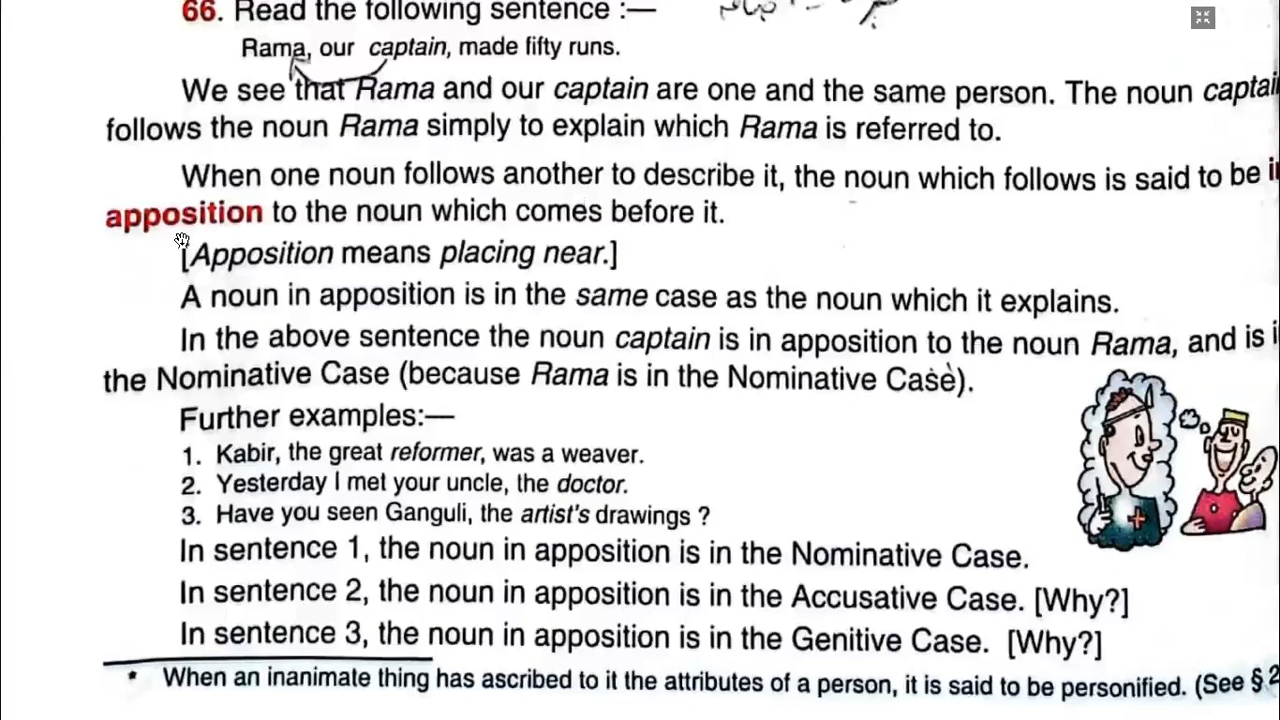 66. Read the following sentence :—
Rama, our captain, made fifty runs.
We see that Rama and our captain are one and the same person. The noun
follows the noun Rama simply to explain which Rama is referred to.
When one noun follows another to describe it, the noun which follows is said to be
apposition to the noun which comes before it.
[Apposition means placing near.]
A noun in apposition is in the same case as the noun which it explains.
In the above sentence the noun captain is in apposition to the noun Rama, and is
the Nominative Case (because Rama is in the Nominative Case).
Further examples:—
1. Kabir, the great reformer, was a weaver.
2. Yesterday I met your uncle, the doctor.
3. Have you seen Ganguli, the artist's drawings ?
In sentence 1, the noun in apposition is in the Nominative Case.
In sentence 2, the noun in apposition is in the Accusative Case. [Why?]
In sentence 3, the noun in apposition is in the Genitive Case. [Why?]
* When an inanimate thing has ascribed to it the attributes of a person, it is said to be personified. (See §